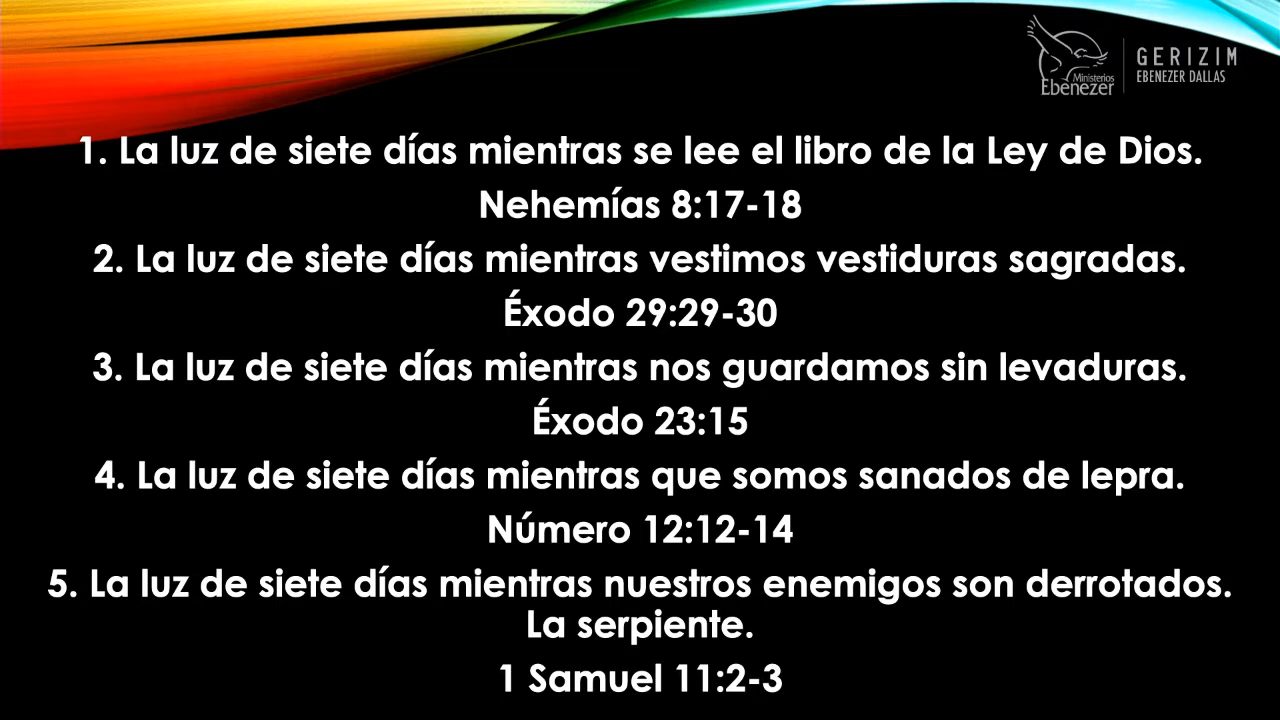 Ministerios
Ebenezer
GERIZIM
EBENEZER DALLAS
1. La luz de siete días mientras se lee el libro de la Ley de Dios.
Nehemías 8:17-18
2. La luz de siete días mientras vestimos vestiduras sagradas.
Éxodo 29:29-30
3. La luz de siete días mientras nos guardamos sin levaduras.
Éxodo 23:15
4. La luz de siete días mientras que somos sanados de lepra.
Número 12:12-14
5. La luz de siete días mientras nuestros enemigos son derrotados.
La serpiente.
1 Samuel 11:2-3